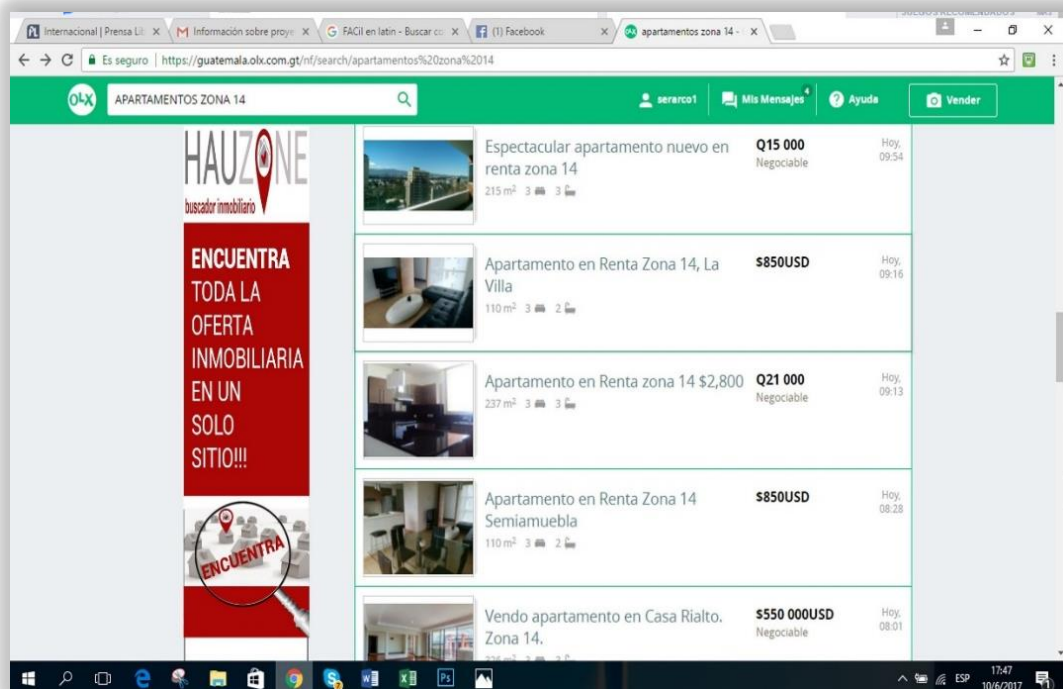 JUEGOS RECOMENDADOS MÁS
Internacional | Prensa Li
Información sobre proye
FACil en latin - Buscar co
(1) Facebook
apartamentos zona 14 -
Es seguro | https://guatemala.olx.com.gt/nf/search/apartamentos%20zona%2014
OLX
APARTAMENTOS ZONA 14
serarco1
Mis Mensajes 4
Ayuda
Vender
HAUZONE
buscador inmobiliario
ENCUENTRA
TODA LA
OFERTA
INMOBILIARIA
EN UN
SOLO
SITIO!!!
ENCUENTRA
Espectacular apartamento nuevo en
renta zona 14
215 m² 3 3
Q15 000
Negociable
Hoy,
09:54
Apartamento en Renta Zona 14, La
Villa
110 m² 3 2
$850USD
Hoy,
09:16
Apartamento en Renta zona 14 $2,800
237 m² 3 3
Q21 000
Negociable
Hoy,
09:13
Apartamento en Renta Zona 14
Semiamuebla
110 m² 3 2
$850USD
Hoy,
08:28
Vendo apartamento en Casa Rialto.
Zona 14.
$550 000USD
Negociable
Hoy,
08:01
ESP
17:47
10/6/2017